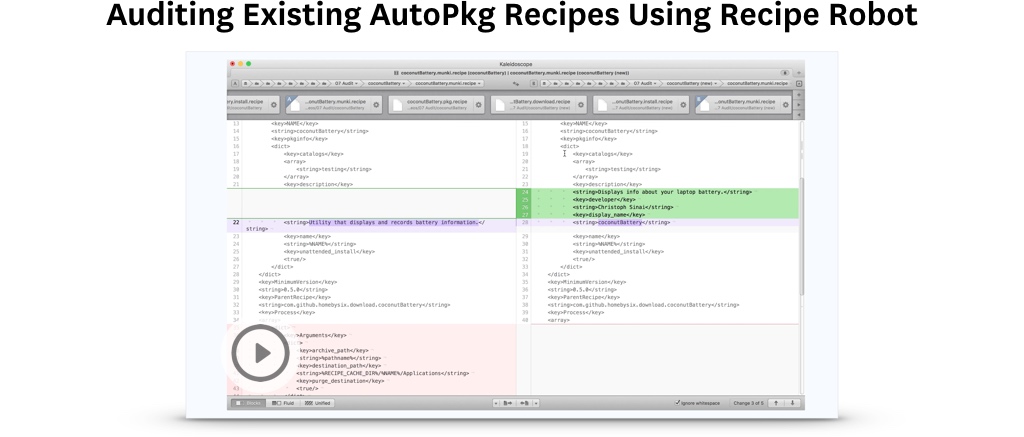 Auditing Existing AutoPkg Recipes Using Recipe Robot
Kaleidoscope
coconutBattery.munki.recipe (coconutBattery) | coconutBattery.munki.recipe (coconutBattery (new))
07 Audit coconutBattery coconutBattery.munki.recipe
07 Audit coconutBattery (new) coconutBattery.munki.recipe
...ry.install.recipe
...onutBattery.munki.recipe
coconutBattery.pkg.recipe
...tBattery.download.recipe
...onutBattery.install.recipe
...onutBattery.munki.recipe
13 <key>NAME</key>
14 <string>coconutBattery</string>
15 <key>pkginfo</key>
16 <dict>
17 <key>catalogs</key>
18 <array>
19 <string>testing</string>
20 </array>
21 <key>description</key>
22 <string>Utility that displays and records battery information.</
string>
23 <key>name</key>
24 <string>%NAME%</string>
25 <key>unattended_install</key>
26 <true/>
27 </dict>
28 </dict>
29 <key>MinimumVersion</key>
30 <string>0.5.0</string>
31 <key>ParentRecipe</key>
32 <string>com.github.homebysix.download.coconutBattery</string>
33 <key>Process</key>
Arguments</key>
<key>archive_path</key>
<string>%pathname%</string>
<key>destination_path</key>
<string>%RECIPE_CACHE_DIR%/%NAME%/Applications</string>
<key>purge_destination</key>
<true/>
15 <key>NAME</key>
16 <string>coconutBattery</string>
17 <key>pkginfo</key>
18 <dict>
19 <key>catalogs</key>
20 <array>
21 <string>testing</string>
22 </array>
23 <key>description</key>
24 <string>Displays info about your laptop battery.</string>
25 <key>developer</key>
26 <string>Christoph Sinai</string>
27 <key>display_name</key>
28 <string>coconutBattery</string>
29 <key>name</key>
30 <string>%NAME%</string>
31 <key>unattended_install</key>
32 <true/>
33 </dict>
34 </dict>
35 <key>MinimumVersion</key>
36 <string>0.5.0</string>
37 <key>ParentRecipe</key>
38 <string>com.github.homebysix.download.coconutBattery</string>
39 <key>Process</key>
40 <array>
Blocks Fluid Unified
Ignore whitespace
Change 3 of 5